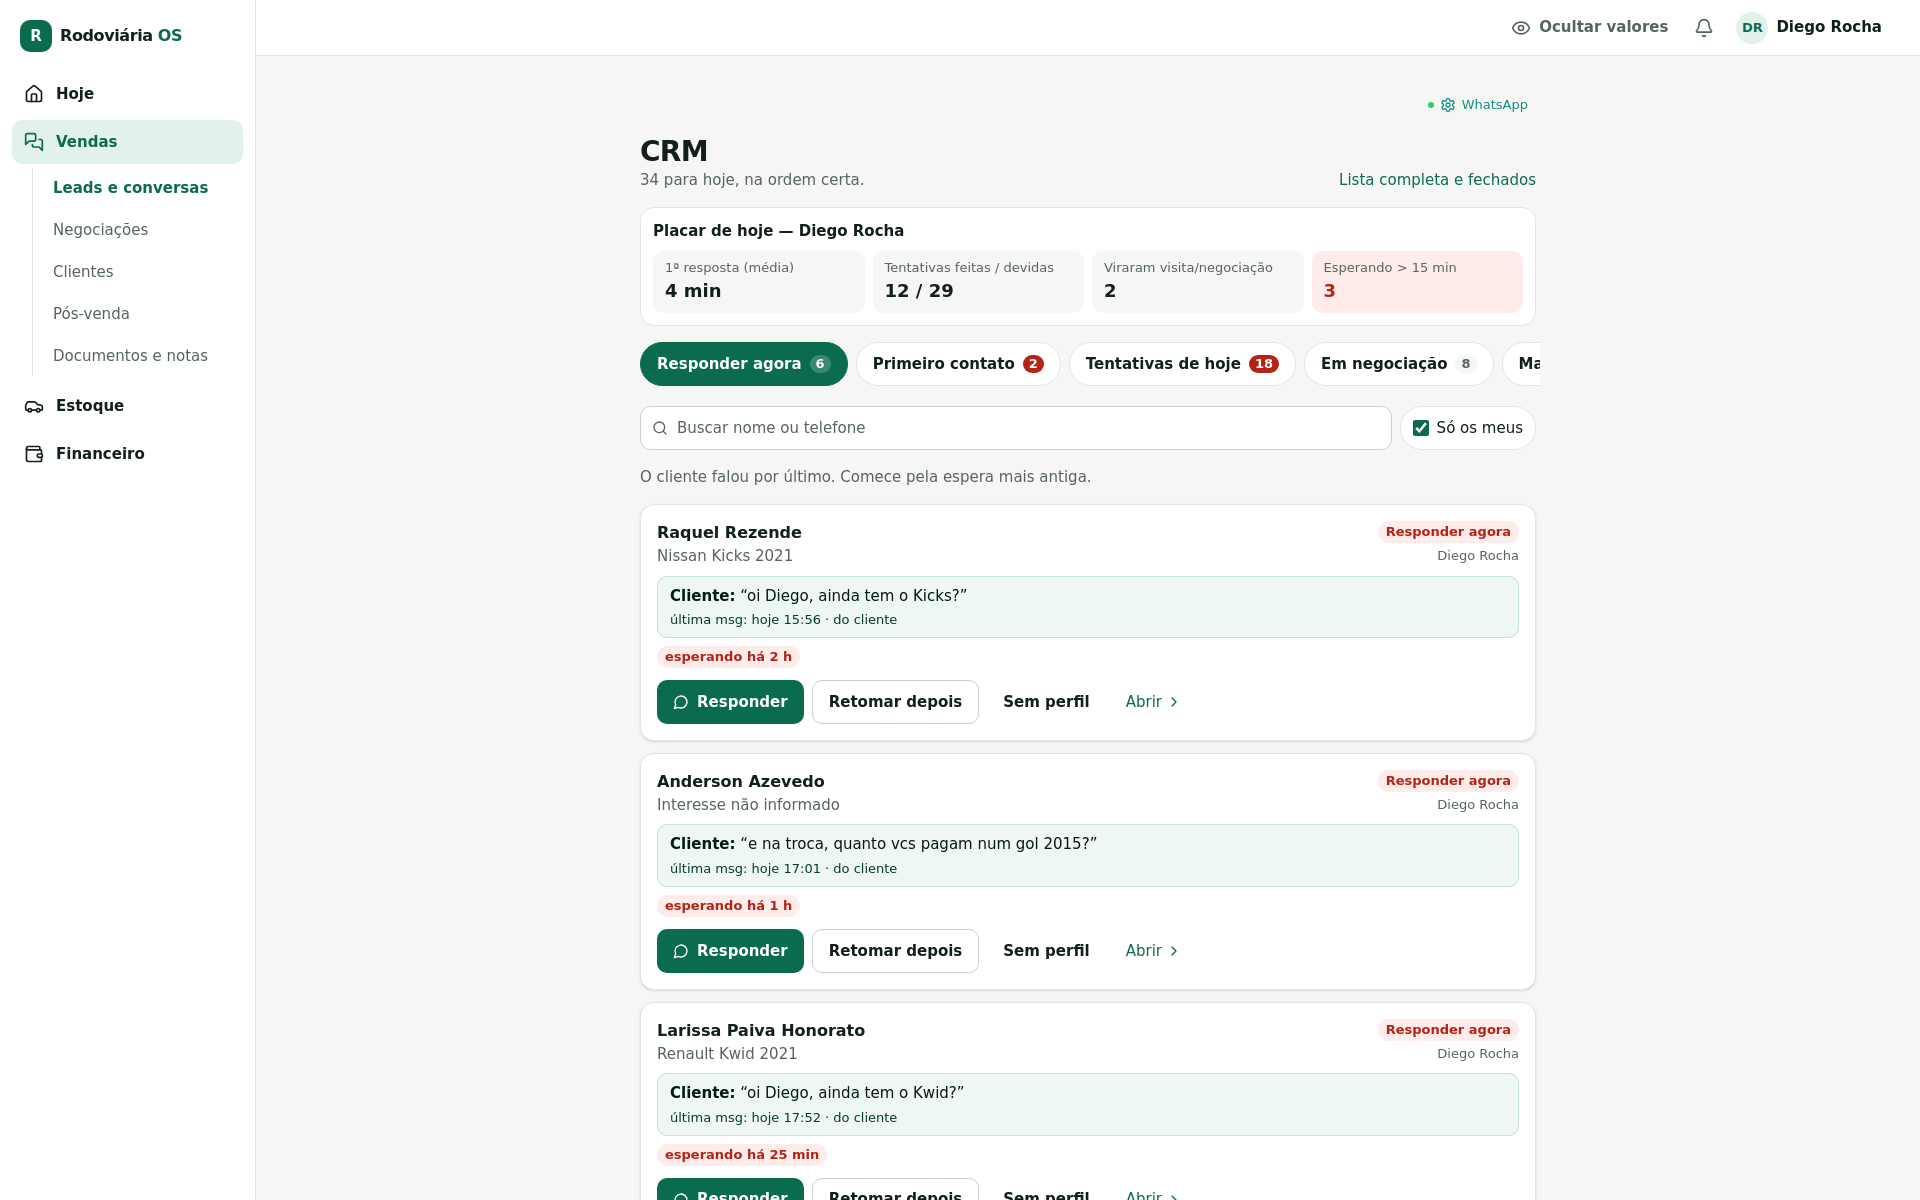 R Rodoviária OS
Hoje
Vendas
Leads e conversas
Negociações
Clientes
Pós-venda
Documentos e notas
Estoque
Financeiro
Ocultar valores
DR Diego Rocha
WhatsApp
CRM
34 para hoje, na ordem certa.
Lista completa e fechados
Placar de hoje — Diego Rocha
1ª resposta (média)
4 min
Tentativas feitas / devidas
12 / 29
Viraram visita/negociação
2
Esperando > 15 min
3
Responder agora 6
Primeiro contato 2
Tentativas de hoje 18
Em negociação 8
Ma
Buscar nome ou telefone
Só os meus
O cliente falou por último. Comece pela espera mais antiga.
Raquel Rezende
Responder agora
Nissan Kicks 2021
Diego Rocha
Cliente: “oi Diego, ainda tem o Kicks?”
última msg: hoje 15:56 · do cliente
esperando há 2 h
Responder
Retomar depois
Sem perfil
Abrir
Anderson Azevedo
Responder agora
Interesse não informado
Diego Rocha
Cliente: “e na troca, quanto vcs pagam num gol 2015?”
última msg: hoje 17:01 · do cliente
esperando há 1 h
Responder
Retomar depois
Sem perfil
Abrir
Larissa Paiva Honorato
Responder agora
Renault Kwid 2021
Diego Rocha
Cliente: “oi Diego, ainda tem o Kwid?”
última msg: hoje 17:52 · do cliente
esperando há 25 min
Responder
Retomar depois
Sem perfil
Abrir